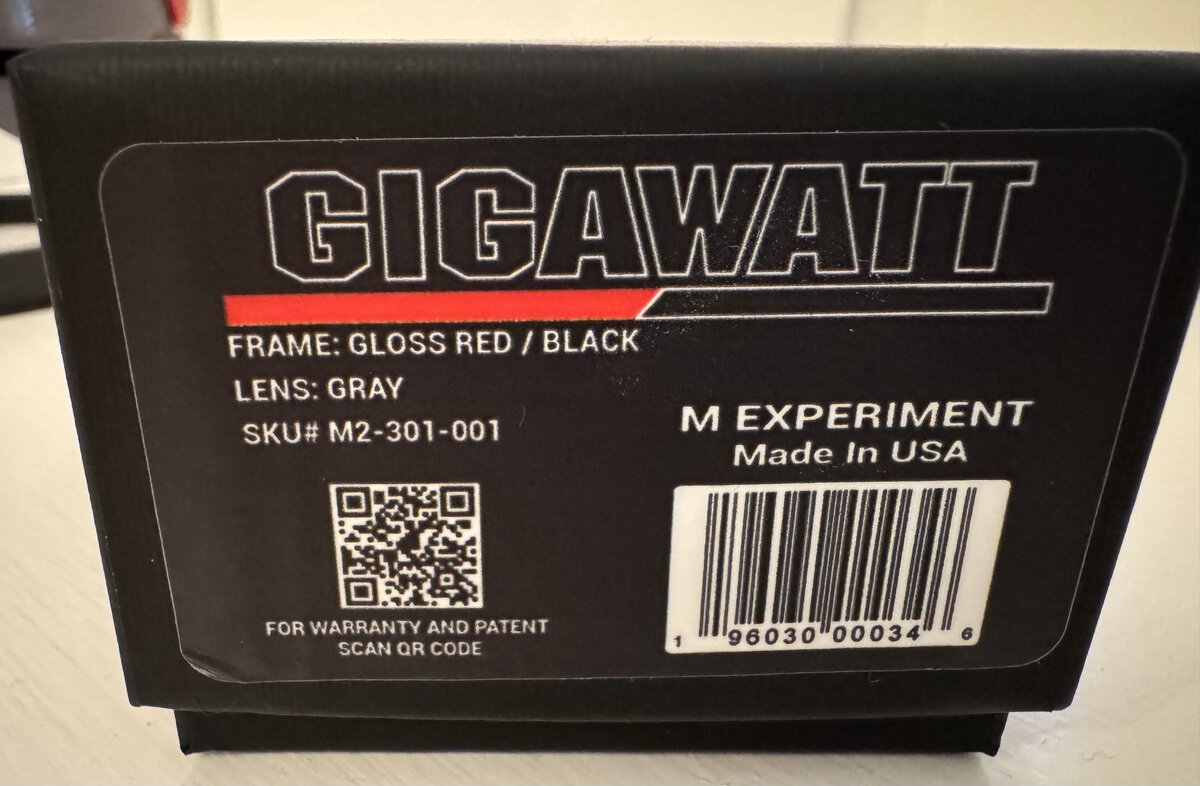 GIGAWATT
FRAME: GLOSS RED / BLACK
LENS: GRAY
SKU# M2-301-001
M EXPERIMENT
Made In USA
FOR WARRANTY AND PATENT
SCAN QR CODE
1 96030 00034 6